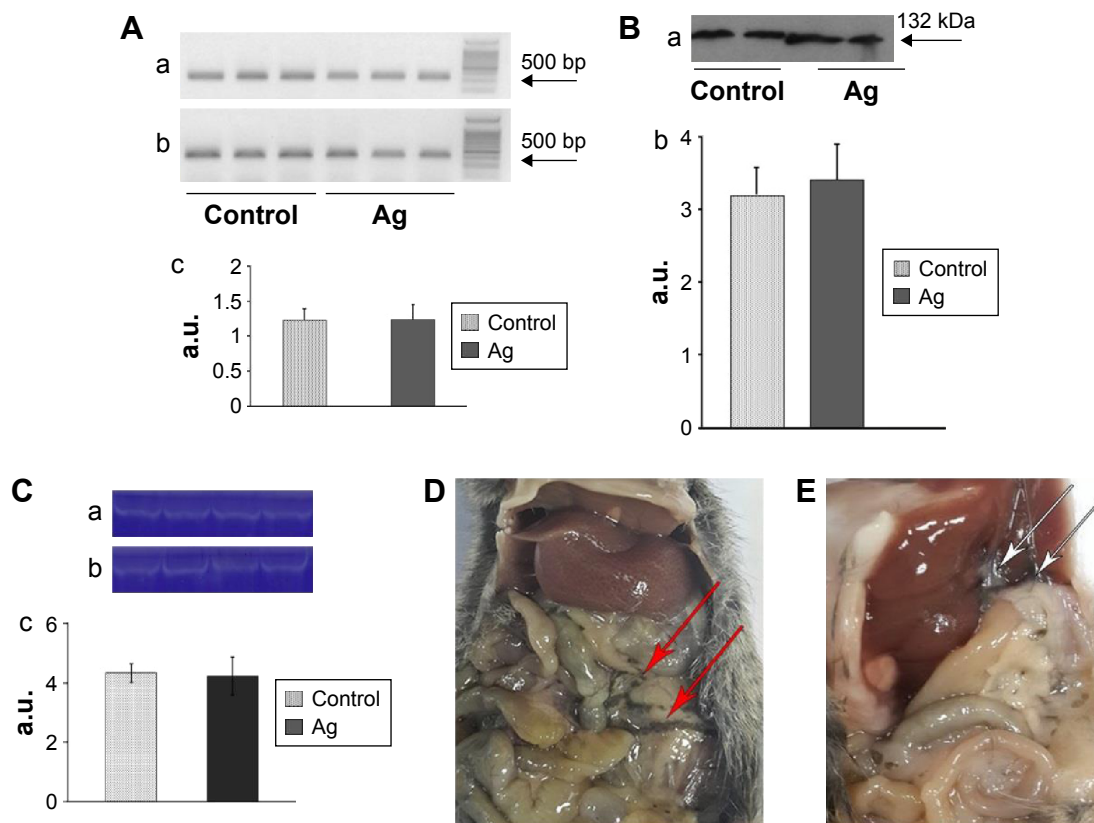 A
a
500 bp
b
500 bp
Control Ag
c
2
1.5
1
0.5
0
a.u.
Control
Ag
B
a
132 kDa
Control Ag
b
4
3
2
1
0
a.u.
Control
Ag
C
a
b
c
6
4
2
0
a.u.
Control
Ag
D
E